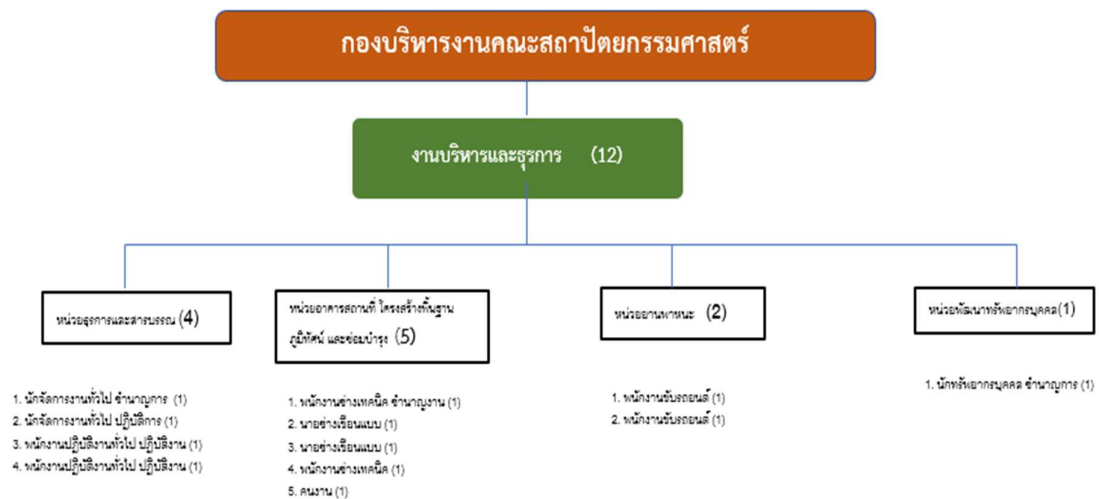 กองบริหารงานคณะสถาปัตยกรรมศาสตร์
งานบริหารและธุรการ (12)
หน่วยธุรการและสารบรรณ (4)
1. นักจัดการงานทั่วไป ชำนาญการ (1)
2. นักจัดการงานทั่วไป ปฏิบัติการ (1)
3. พนักงานปฏิบัติงานทั่วไป ปฏิบัติงาน (1)
4. พนักงานปฏิบัติงานทั่วไป ปฏิบัติงาน (1)
หน่วยอาคารสถานที่ โครงสร้างพื้นฐาน
ภูมิทัศน์ และซ่อมบำรุง (5)
1. พนักงานช่างเทคนิค ชำนาญงาน (1)
2. นายช่างเขียนแบบ (1)
3. นายช่างเขียนแบบ (1)
4. พนักงานช่างเทคนิค (1)
5. คนงาน (1)
หน่วยยานพาหนะ (2)
1. พนักงานขับรถยนต์ (1)
2. พนักงานขับรถยนต์ (1)
หน่วยพัฒนาทรัพยากรบุคคล(1)
1. นักทรัพยากรบุคคล ชำนาญการ (1)